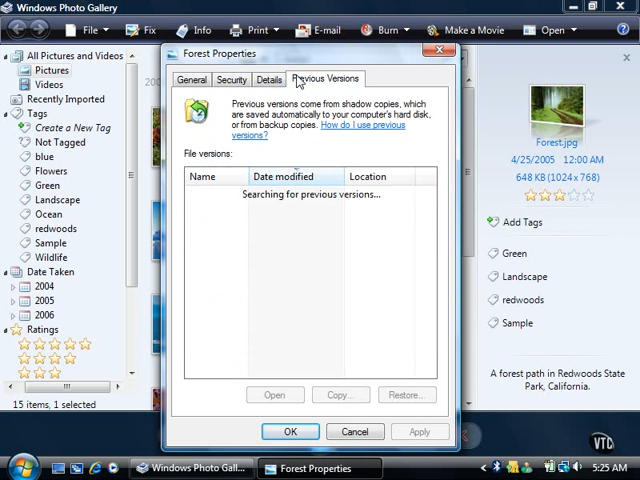 Windows Photo Gallery
File
Fix
Info
Print
E-mail
Burn
Make a Movie
Open
All Pictures and Videos
Pictures
Videos
Recently Imported
Tags
Create a New Tag
Not Tagged
blue
Flowers
Green
Landscape
Ocean
redwoods
Sample
Wildlife
Date Taken
2004
2005
2006
Ratings
15 items, 1 selected
Forest Properties
General
Security
Details
Previous Versions
Previous versions come from shadow copies, which
are saved automatically to your computer's hard disk,
or from backup copies. How do I use previous
versions?
File versions:
Name
Date modified
Location
Searching for previous versions...
Open
Copy...
Restore...
OK
Cancel
Apply
Forest.jpg
4/25/2005 12:00 AM
648 KB (1024 x 768)
Add Tags
Green
Landscape
redwoods
Sample
A forest path in Redwoods State
Park, California.
VTC
Windows Photo Gall...
Forest Properties
5:25 AM